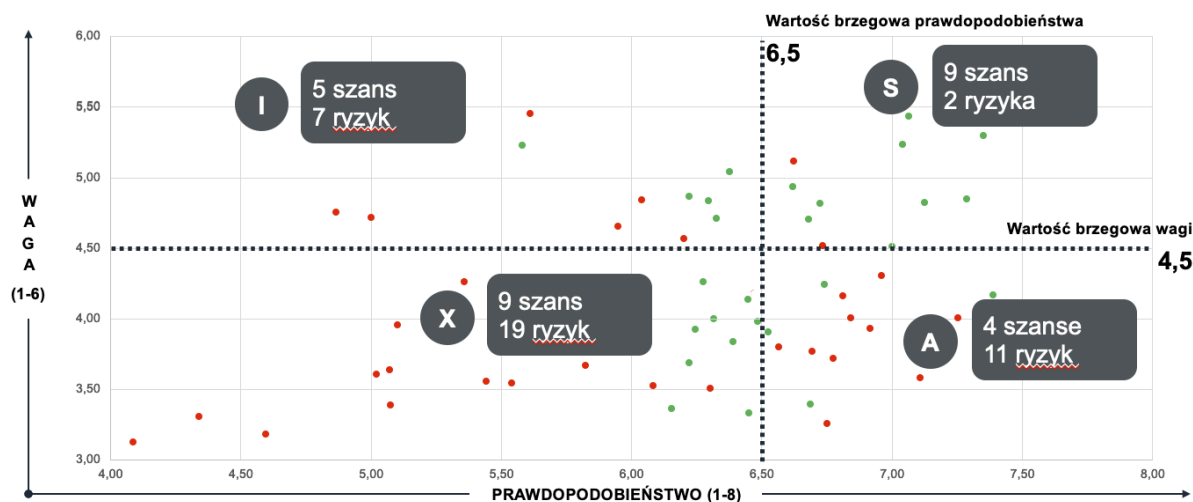 Wartość brzegowa prawdopodobieństwa
6,5
6,00
I
5 szans
7 ryzyk
S
9 szans
2 ryzyka
5,50
5,00
WAGA
(1-6)
4,50
Wartość brzegowa wagi
4,5
4,00
X
9 szans
19 ryzyk
A
4 szanse
11 ryzyk
3,50
3,00
4,00 4,50 5,00 5,50 6,00 6,50 7,00 7,50 8,00
PRAWDOPODOBIEŃSTWO (1-8)